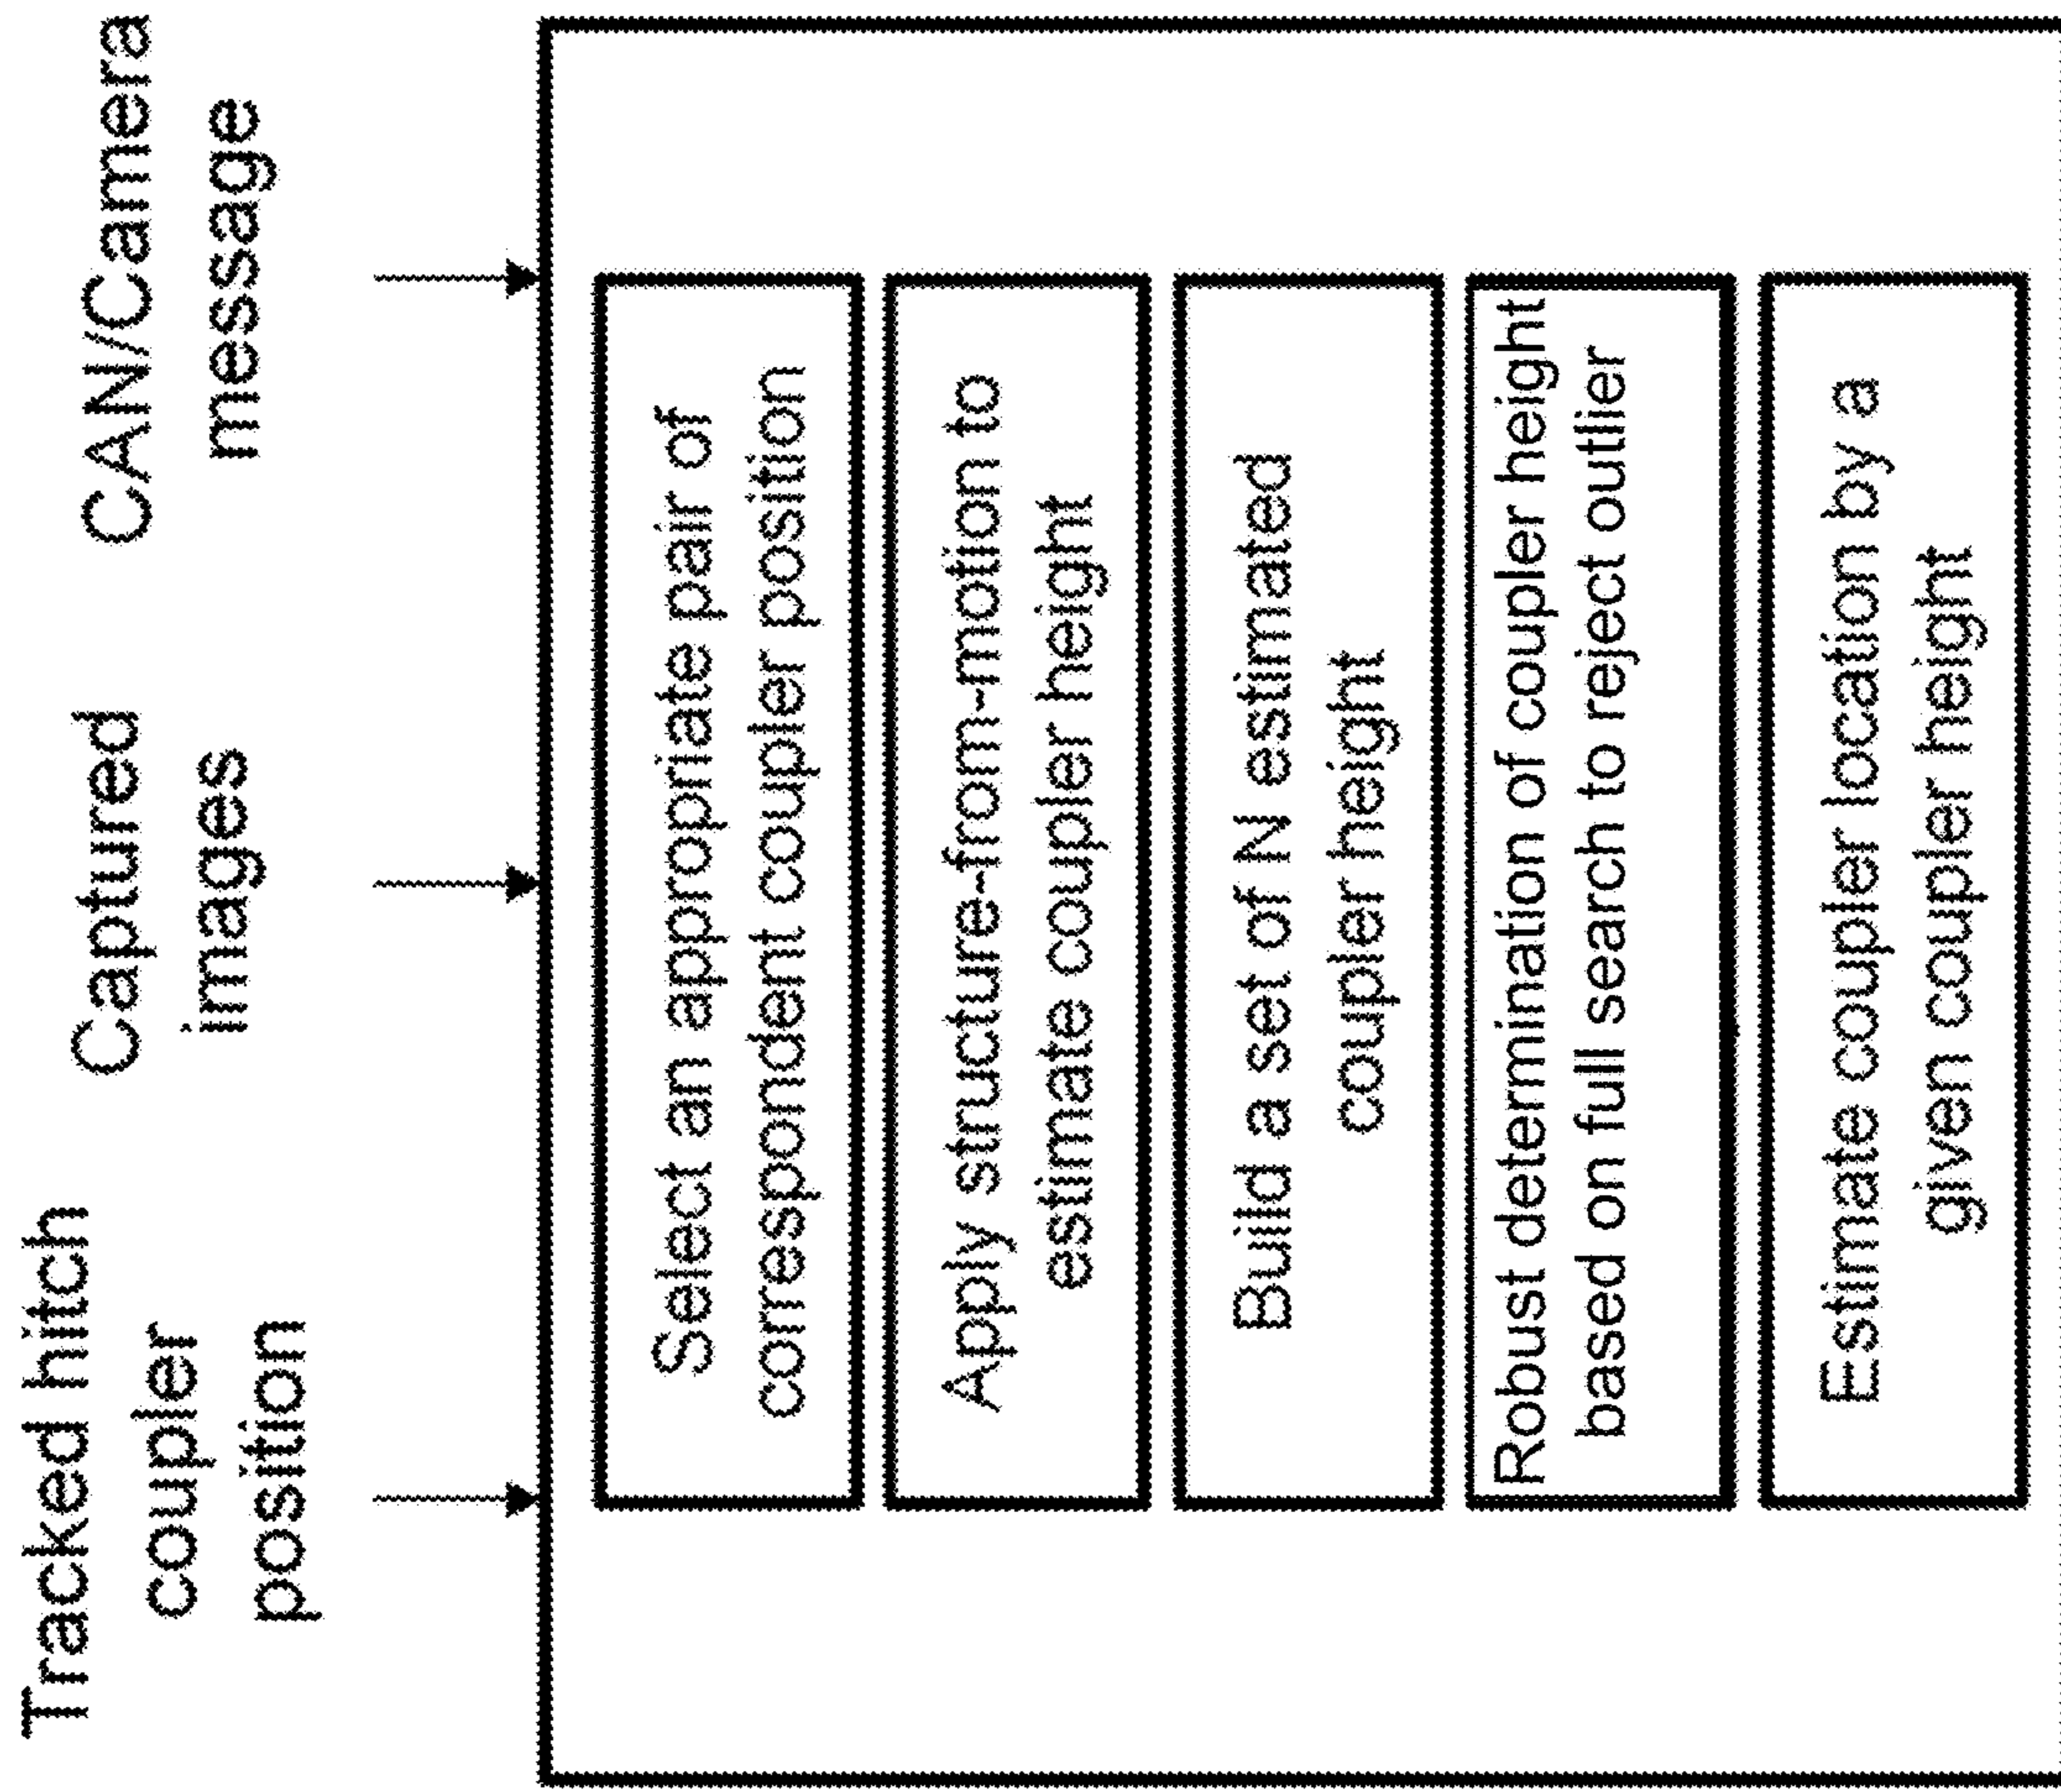 Tracked hitch
coupler
position
Captured
images
CAN/Camera
message
Select an appropriate pair of
correspondent coupler position
Apply structure-from-motion to
estimate coupler height
Build a set of N estimated
coupler height
Robust determination of coupler height
based on full search to reject outlier
Estimate coupler location by a
given coupler height